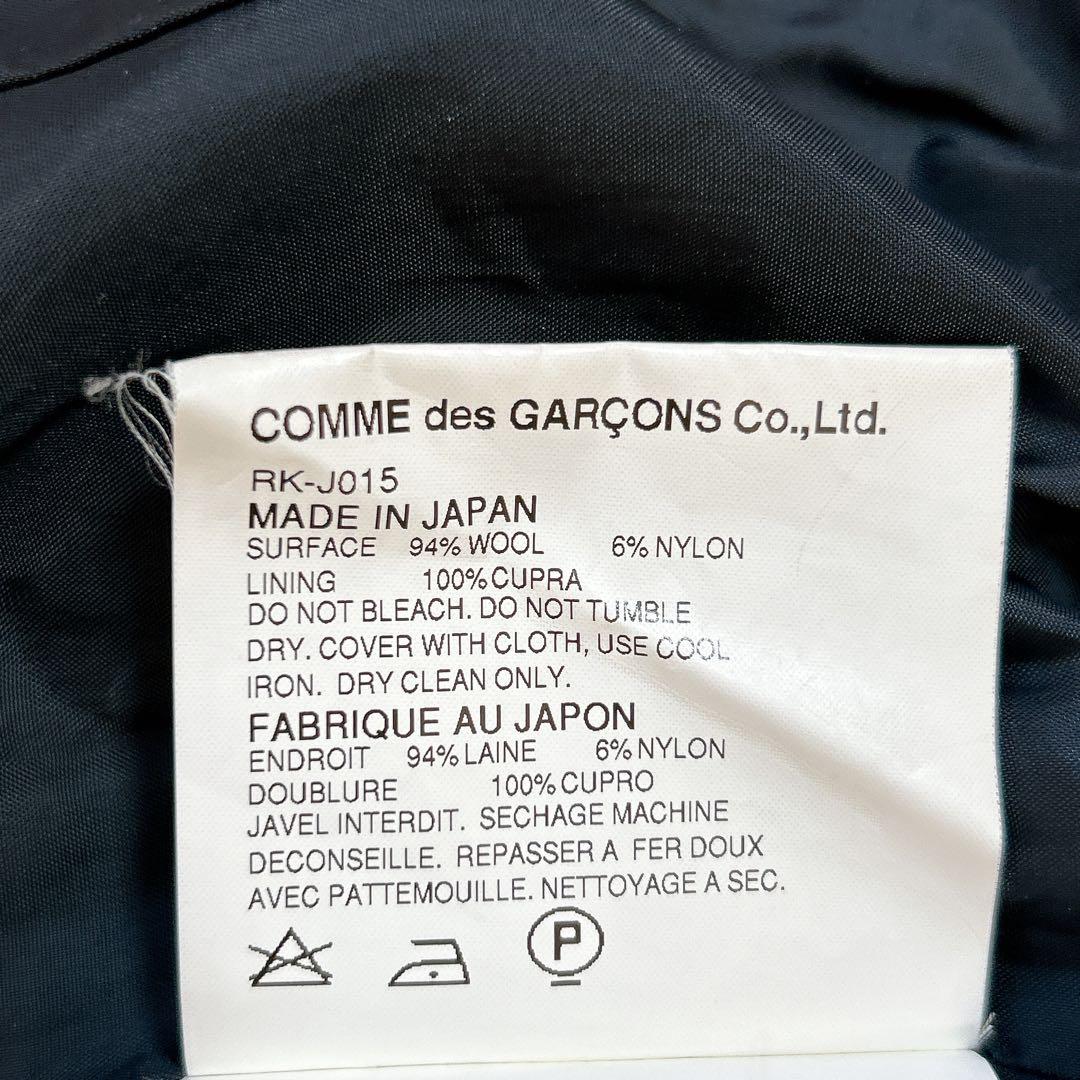 COMME des GARÇONS Co.,Ltd.
RK-J015
MADE IN JAPAN
SURFACE 94% WOOL 6% NYLON
LINING 100% CUPRA
DO NOT BLEACH. DO NOT TUMBLE
DRY. COVER WITH CLOTH, USE COOL
IRON. DRY CLEAN ONLY.
FABRIQUE AU JAPON
ENDROIT 94% LAINE 6% NYLON
DOUBLURE 100% CUPRO
JAVEL INTERDIT. SECHAGE MACHINE
DECONSEILLE. REPASSER A FER DOUX
AVEC PATTEMOUILLE. NETTOYAGE A SEC.
P